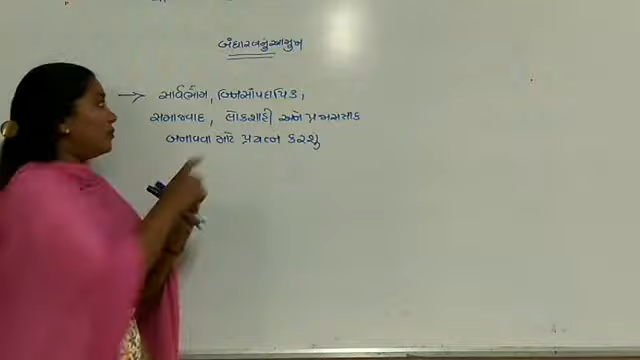 બંધારણનું આમુખ
→ સાર્વભૌમ, બિનસાંપ્રદાયિક,
સમાજવાદ, લોકશાહી અને પ્રજાસત્તાક
બનાવવા માટે પ્રયત્ન કરશુ